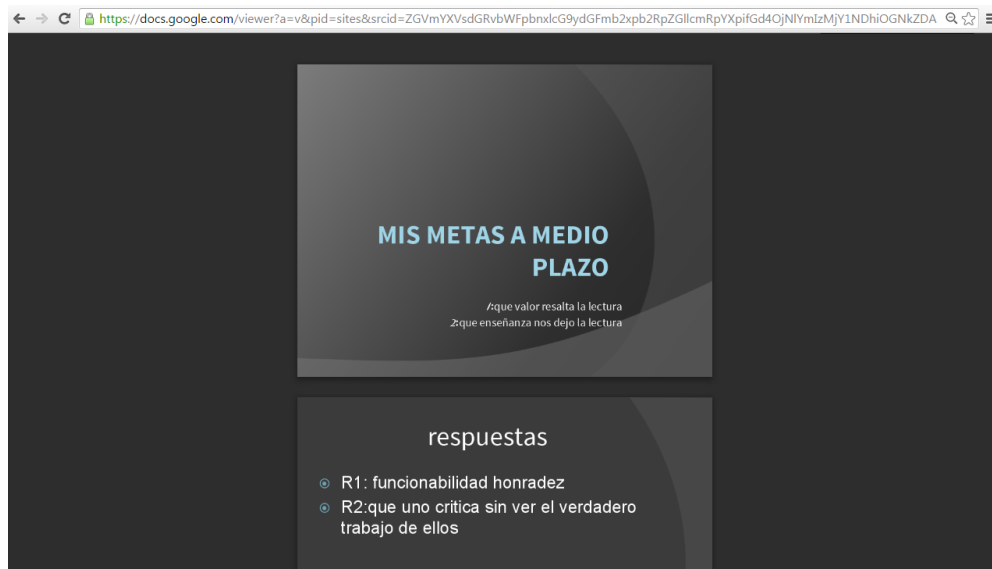 https://docs.google.com/viewer?a=v&pid=sites&srcid=ZGVmYXVsdGRvbWFpbnxlcG9ydGFmb2xpb2RpZGllcmRpYXpifGd4OjNlYmIzMjY1NDhiOGNkZDA
MIS METAS A MEDIO
PLAZO
1:que valor resalta la lectura
2:que enseñanza nos dejo la lectura
respuestas
R1: funcionabilidad honradez
R2:que uno critica sin ver el verdadero
trabajo de ellos